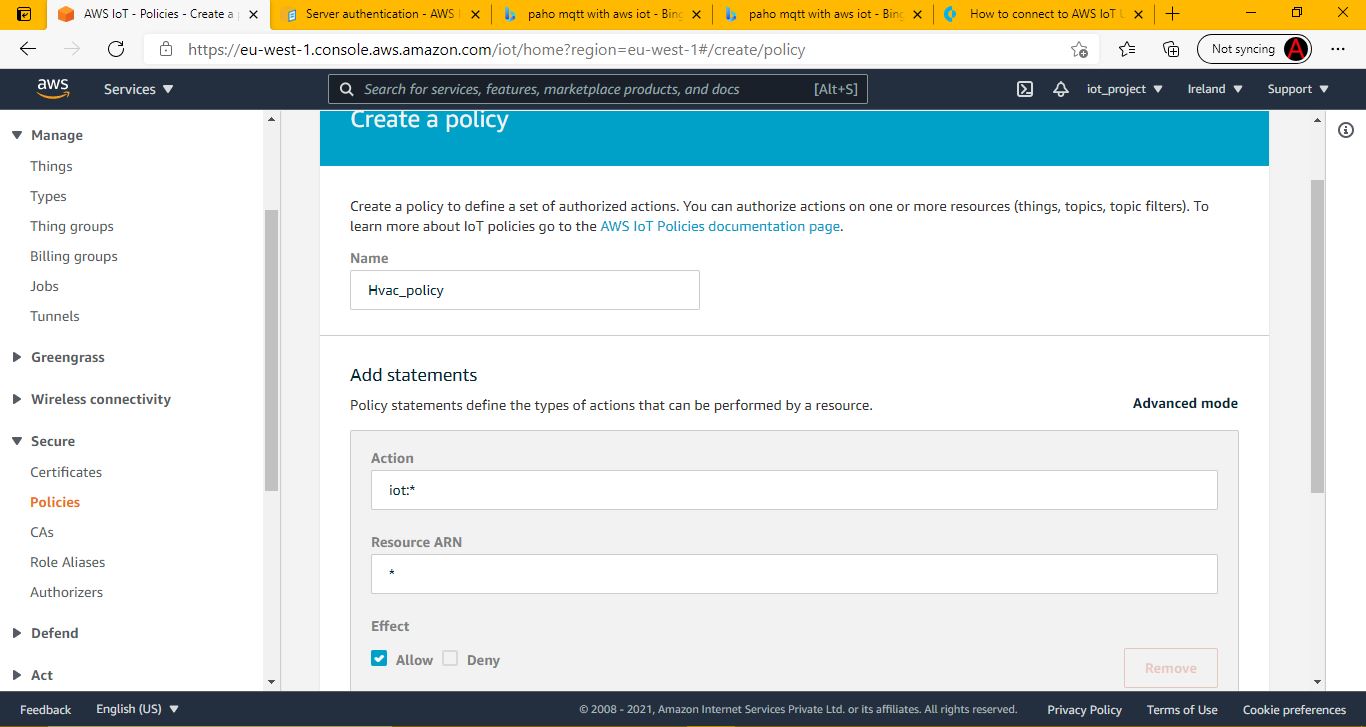 AWS IoT - Policies - Create a
Server authentication - AWS
paho mqtt with aws iot - Bing
paho mqtt with aws iot - Bing
How to connect to AWS IoT
https://eu-west-1.console.aws.amazon.com/iot/home?region=eu-west-1#/create/policy
Not syncing
A
aws
Services
Search for services, features, marketplace products, and docs
[Alt+S]
iot_project
Ireland
Support
Manage
Things
Types
Thing groups
Billing groups
Jobs
Tunnels
Greengrass
Wireless connectivity
Secure
Certificates
Policies
CAs
Role Aliases
Authorizers
Defend
Act
Create a policy
Create a policy to define a set of authorized actions. You can authorize actions on one or more resources (things, topics, topic filters). To
learn more about IoT policies go to the AWS IoT Policies documentation page.
Name
Hvac_policy
Add statements
Policy statements define the types of actions that can be performed by a resource.
Advanced mode
Action
iot:*
Resource ARN
*
Effect
Allow
Deny
Remove
Feedback
English (US)
© 2008 - 2021, Amazon Internet Services Private Ltd. or its affiliates. All rights reserved.
Privacy Policy
Terms of Use
Cookie preferences